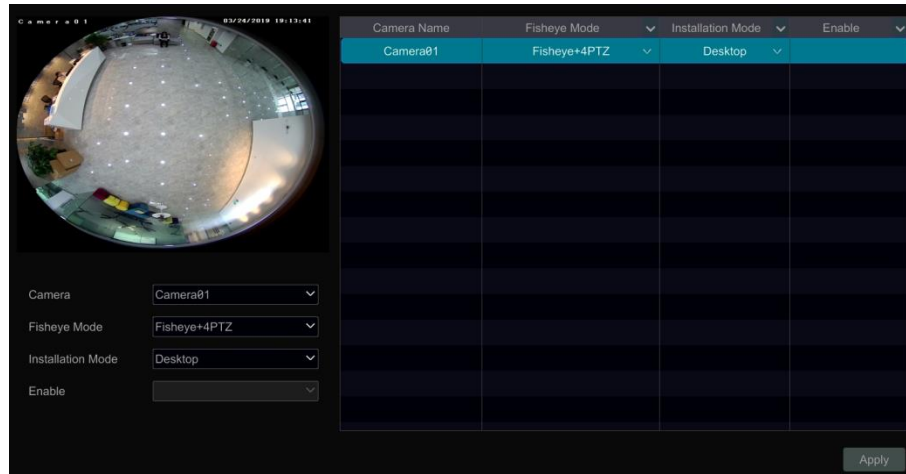 Camera01 03/24/2019 19:13:41
Camera Name Fisheye Mode Installation Mode Enable
Camera01 Fisheye+4PTZ Desktop
Camera Camera01
Fisheye Mode Fisheye+4PTZ
Installation Mode Desktop
Enable
Apply